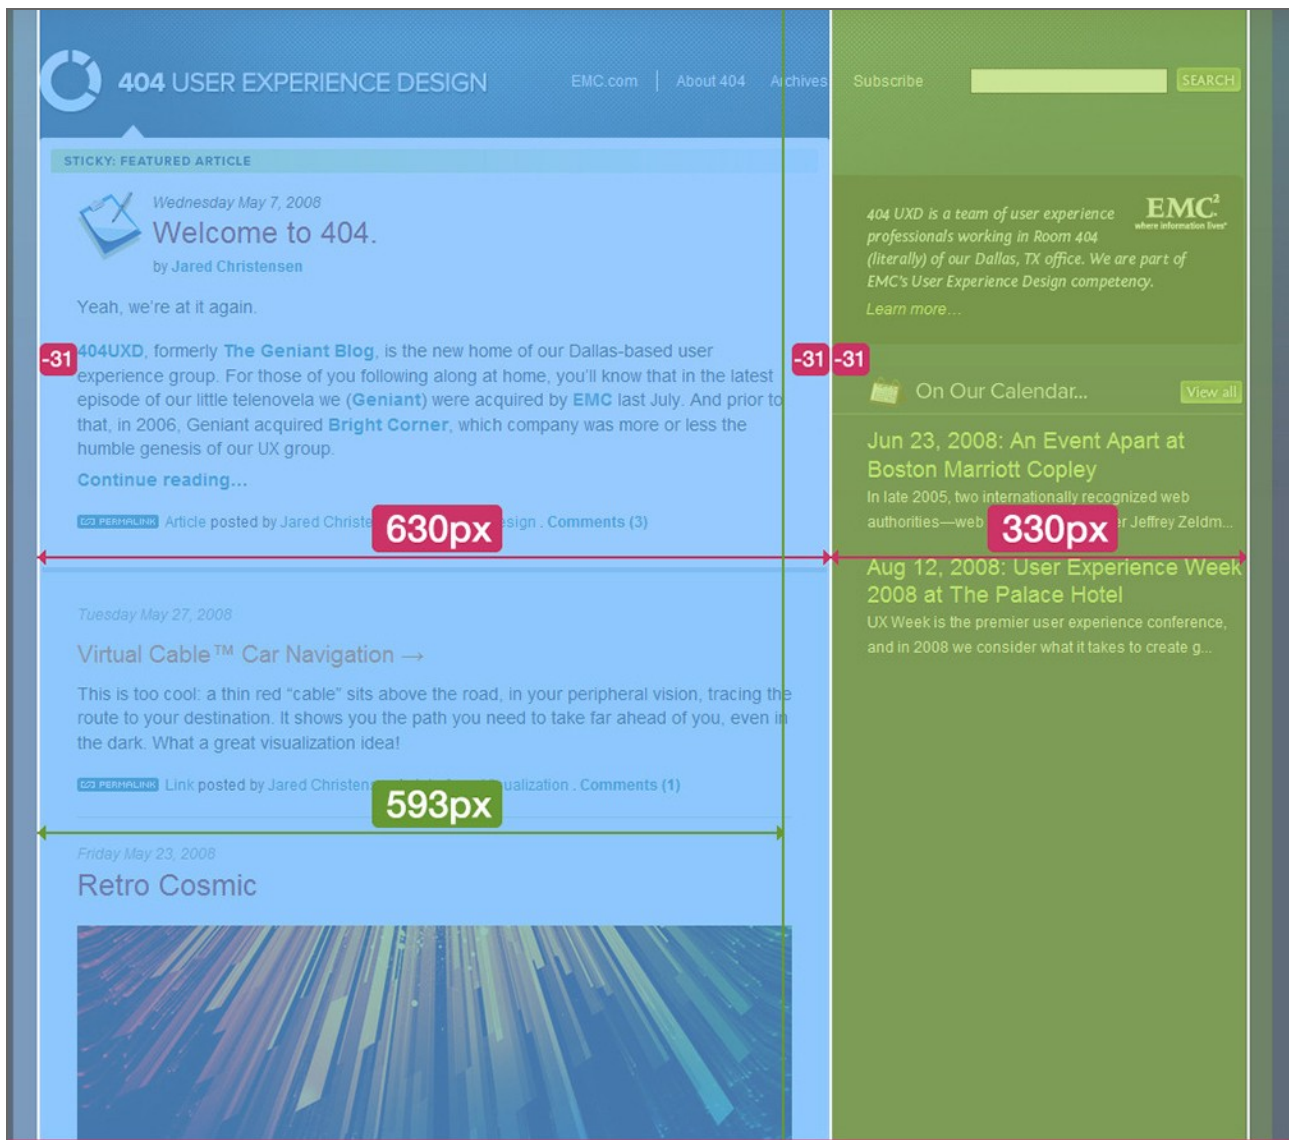 404 USER EXPERIENCE DESIGN
EMC.com | About 404 Archives Subscribe SEARCH
STICKY: FEATURED ARTICLE
Wednesday May 7, 2008
Welcome to 404.
by Jared Christensen
Yeah, we're at it again.
404UXD, formerly The Geniant Blog, is the new home of our Dallas-based user
experience group. For those of you following along at home, you'll know that in the latest
episode of our little telenovela we (Geniant) were acquired by EMC last July. And prior to
that, in 2006, Geniant acquired Bright Corner, which company was more or less the
humble genesis of our UX group.
Continue reading...
PERMALINK Article posted by Jared Christe esign . Comments (3)
-31
-31
-31
630px
Tuesday May 27, 2008
Virtual Cable™ Car Navigation →
This is too cool: a thin red “cable” sits above the road, in your peripheral vision, tracing the
route to your destination. It shows you the path you need to take far ahead of you, even in
the dark. What a great visualization idea!
PERMALINK Link posted by Jared Christen ualization . Comments (1)
593px
Friday May 23, 2008
Retro Cosmic
EMC²
where information lives®
404 UXD is a team of user experience
professionals working in Room 404
(literally) of our Dallas, TX office. We are part of
EMC's User Experience Design competency.
Learn more...
On Our Calendar... View all
Jun 23, 2008: An Event Apart at
Boston Marriott Copley
In late 2005, two internationally recognized web
authorities—web r Jeffrey Zeldm...
330px
Aug 12, 2008: User Experience Week
2008 at The Palace Hotel
UX Week is the premier user experience conference,
and in 2008 we consider what it takes to create g...